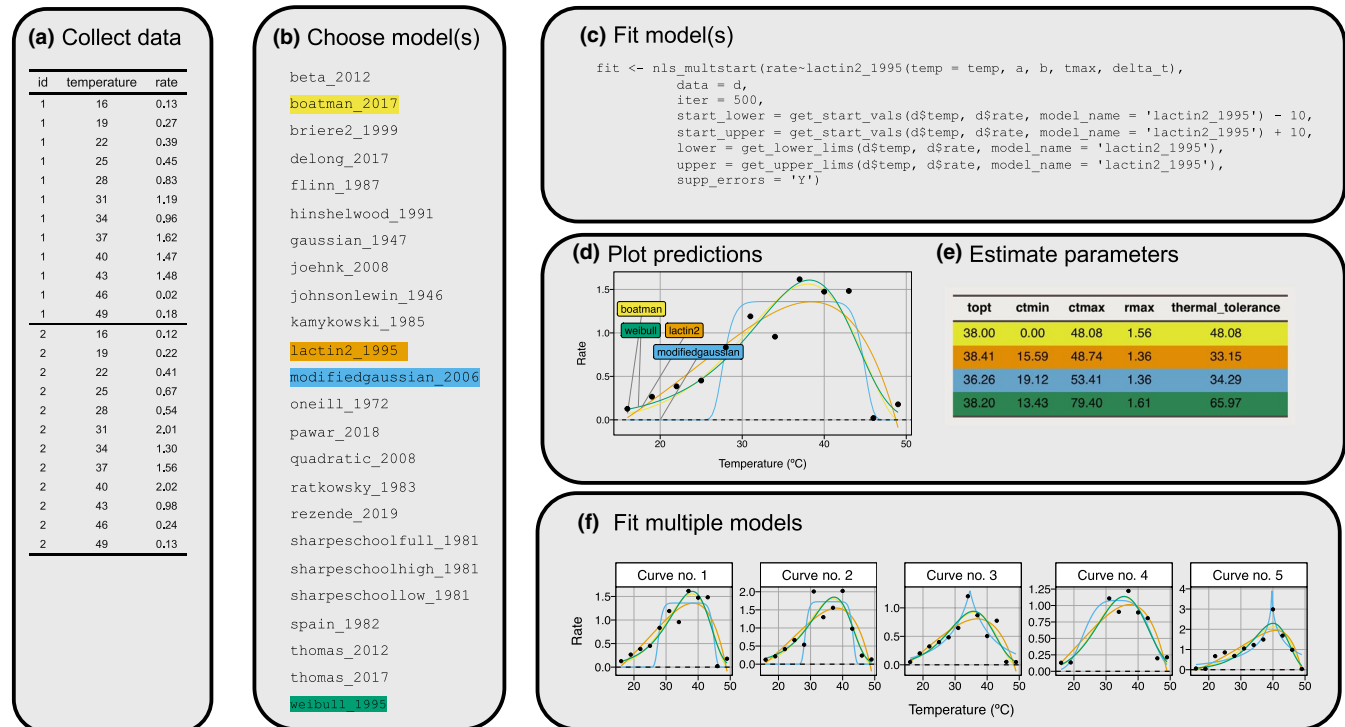 (a) Collect data
id temperature rate
1 16 0.13
1 19 0.27
1 22 0.39
1 25 0.45
1 28 0.83
1 31 1.19
1 34 0.96
1 37 1.62
1 40 1.47
1 43 1.48
1 46 0.02
1 49 0.18
2 16 0.12
2 19 0.22
2 22 0.41
2 25 0.67
2 28 0.54
2 31 2.01
2 34 1.30
2 37 1.56
2 40 2.02
2 43 0.98
2 46 0.24
2 49 0.13
(b) Choose model(s)
beta_2012
boatman_2017
briere2_1999
delong_2017
flinn_1987
hinshelwood_1991
gaussian_1947
joehnk_2008
johnsonlewin_1946
kamykowski_1985
lactin2_1995
modifiedgaussian_2006
oneill_1972
pawar_2018
quadratic_2008
ratkowsky_1983
rezende_2019
sharpeschoolfull_1981
sharpeschoolhigh_1981
sharpeschoollow_1981
spain_1982
thomas_2012
thomas_2017
weibull_1995
(c) Fit model(s)
fit <- nls_multstart(rate~lactin2_1995(temp = temp, a, b, tmax, delta_t),
data = d,
iter = 500,
start_lower = get_start_vals(d$temp, d$rate, model_name = 'lactin2_1995') - 10,
start_upper = get_start_vals(d$temp, d$rate, model_name = 'lactin2_1995') + 10,
lower = get_lower_lims(d$temp, d$rate, model_name = 'lactin2_1995'),
upper = get_upper_lims(d$temp, d$rate, model_name = 'lactin2_1995'),
supp_errors = 'Y')
(d) Plot predictions
Rate
1.5
1.0
0.5
0.0
boatman
weibull lactin2
modifiedgaussian
20 30 40 50
Temperature (ºC)
(e) Estimate parameters
topt ctmin ctmax rmax thermal_tolerance
38.00 0.00 48.08 1.56 48.08
38.41 15.59 48.74 1.36 33.15
36.26 19.12 53.41 1.36 34.29
38.20 13.43 79.40 1.61 65.97
(f) Fit multiple models
Rate
Curve no. 1
1.5
1.0
0.5
0.0
20 30 40 50
Curve no. 2
2.0
1.5
1.0
0.5
0.0
20 30 40 50
Curve no. 3
1.0
0.5
0.0
20 30 40 50
Curve no. 4
1.25
1.00
0.75
0.50
0.25
0.00
20 30 40 50
Curve no. 5
4
3
2
1
0
20 30 40 50
Temperature (ºC)